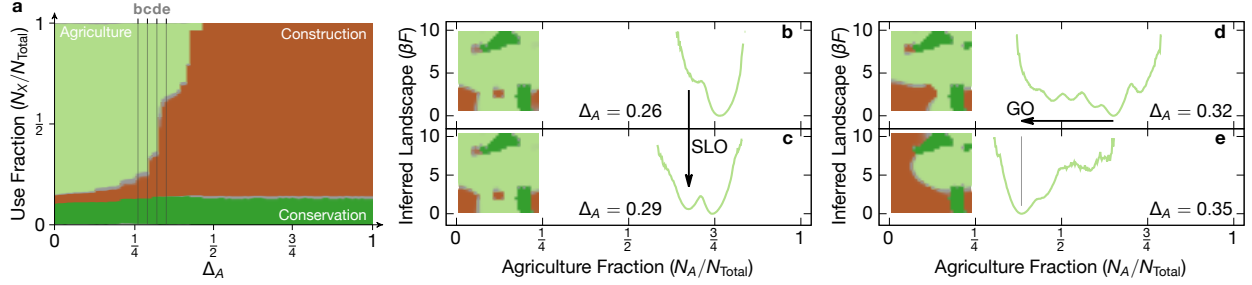 a
Use Fraction (N_X/N_Total)
1
1/2
0
bcde
Agriculture
Construction
Conservation
0
1/4
1/2
3/4
1
Δ_A
Inferred Landscape (βF)
10
5
0
b
Δ_A = 0.26
10
5
0
c
SLO
Δ_A = 0.29
0
1/4
1/2
3/4
1
Agriculture Fraction (N_A/N_Total)
Inferred Landscape (βF)
10
5
0
d
GO
Δ_A = 0.32
10
5
0
e
Δ_A = 0.35
0
1/4
1/2
3/4
1
Agriculture Fraction (N_A/N_Total)